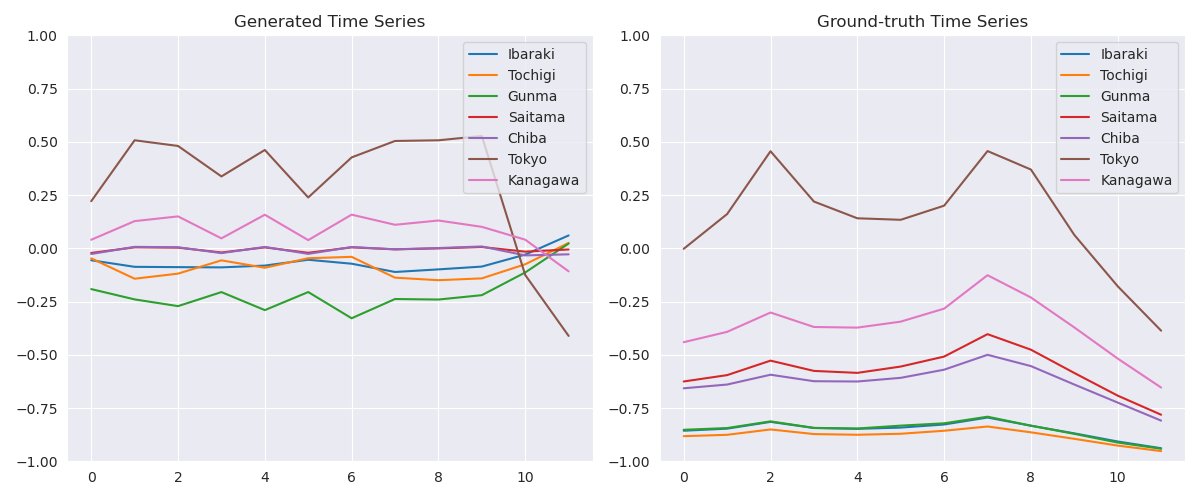 Generated Time Series
1.00
0.75
0.50
0.25
0.00
−0.25
−0.50
−0.75
−1.00
0 2 4 6 8 10
Ibaraki
Tochigi
Gunma
Saitama
Chiba
Tokyo
Kanagawa
Ground-truth Time Series
1.00
0.75
0.50
0.25
0.00
−0.25
−0.50
−0.75
−1.00
0 2 4 6 8 10
Ibaraki
Tochigi
Gunma
Saitama
Chiba
Tokyo
Kanagawa